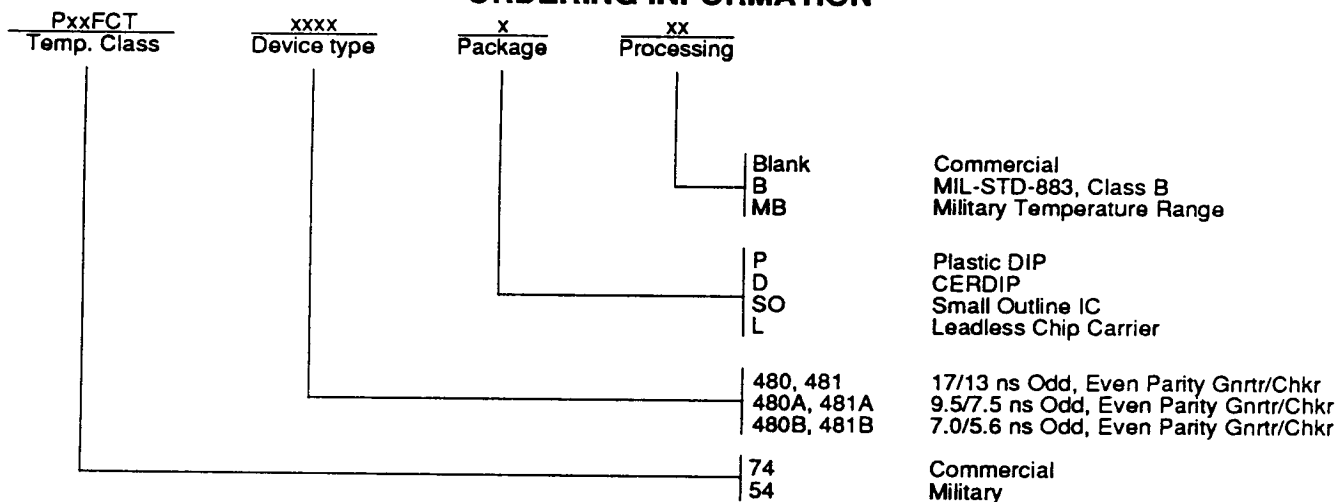 PxxFCT xxxx x xx
Temp. Class Device type Package Processing
Blank Commercial
B MIL-STD-883, Class B
MB Military Temperature Range
P Plastic DIP
D CERDIP
SO Small Outline IC
L Leadless Chip Carrier
480, 481 17/13 ns Odd, Even Parity Gnrtr/Chkr
480A, 481A 9.5/7.5 ns Odd, Even Parity Gnrtr/Chkr
480B, 481B 7.0/5.6 ns Odd, Even Parity Gnrtr/Chkr
74 Commercial
54 Military